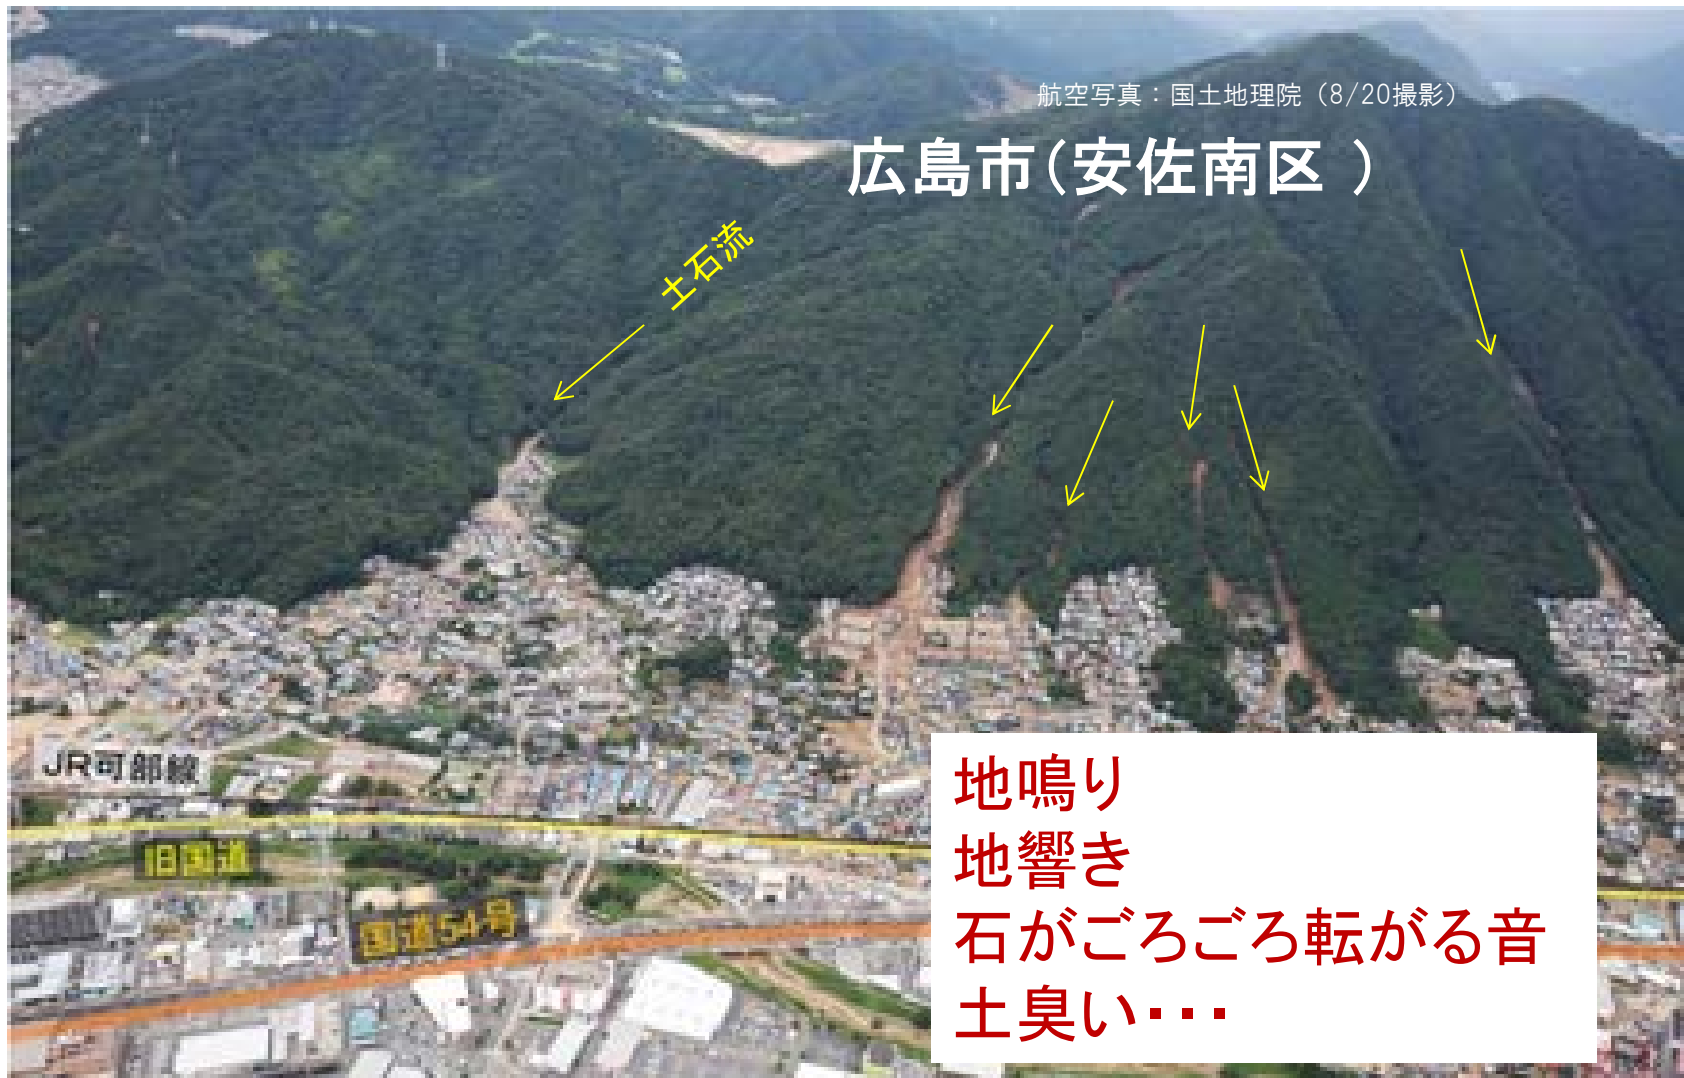 航空写真：国土地理院（8/20撮影）
広島市（安佐南区 ）
土石流
JR可部線
旧国道
国道54号
地鳴り
地響き
石がごろごろ転がる音
土臭い・・・